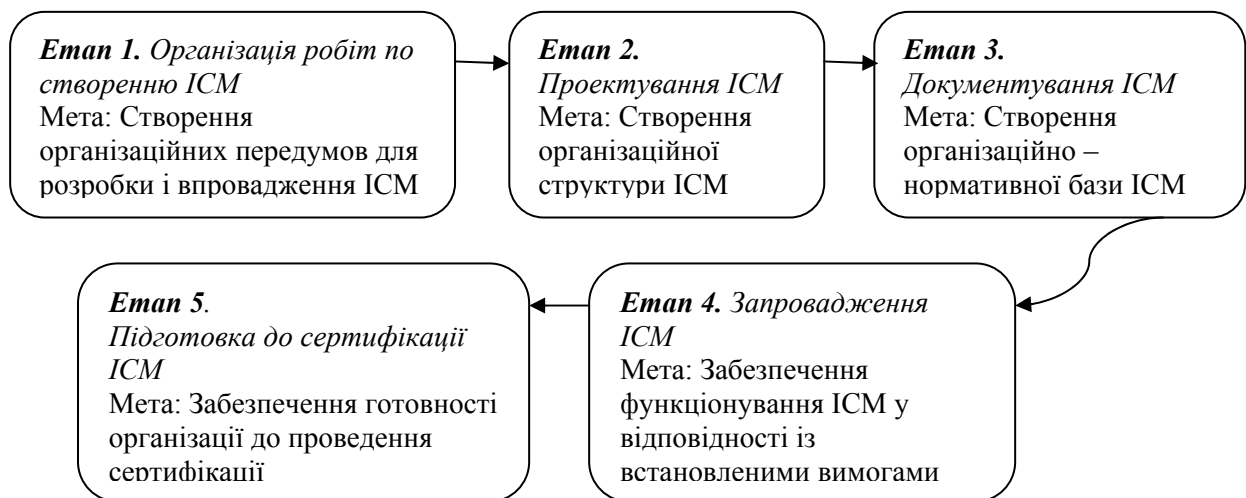 Етап 1. Організація робіт по
створенню ІСМ
Мета: Створення
організаційних передумов для
розробки і впровадження ІСМ
Етап 2.
Проектування ІСМ
Мета: Створення
організаційної
структури ІСМ
Етап 3.
Документування ІСМ
Мета: Створення
організаційно –
нормативної бази ІСМ
Етап 4. Запровадження
ІСМ
Мета: Забезпечення
функціонування ІСМ у
відповідності із
встановленими вимогами
Етап 5.
Підготовка до сертифікації
ІСМ
Мета: Забезпечення готовності
організації до проведення
сертифікації